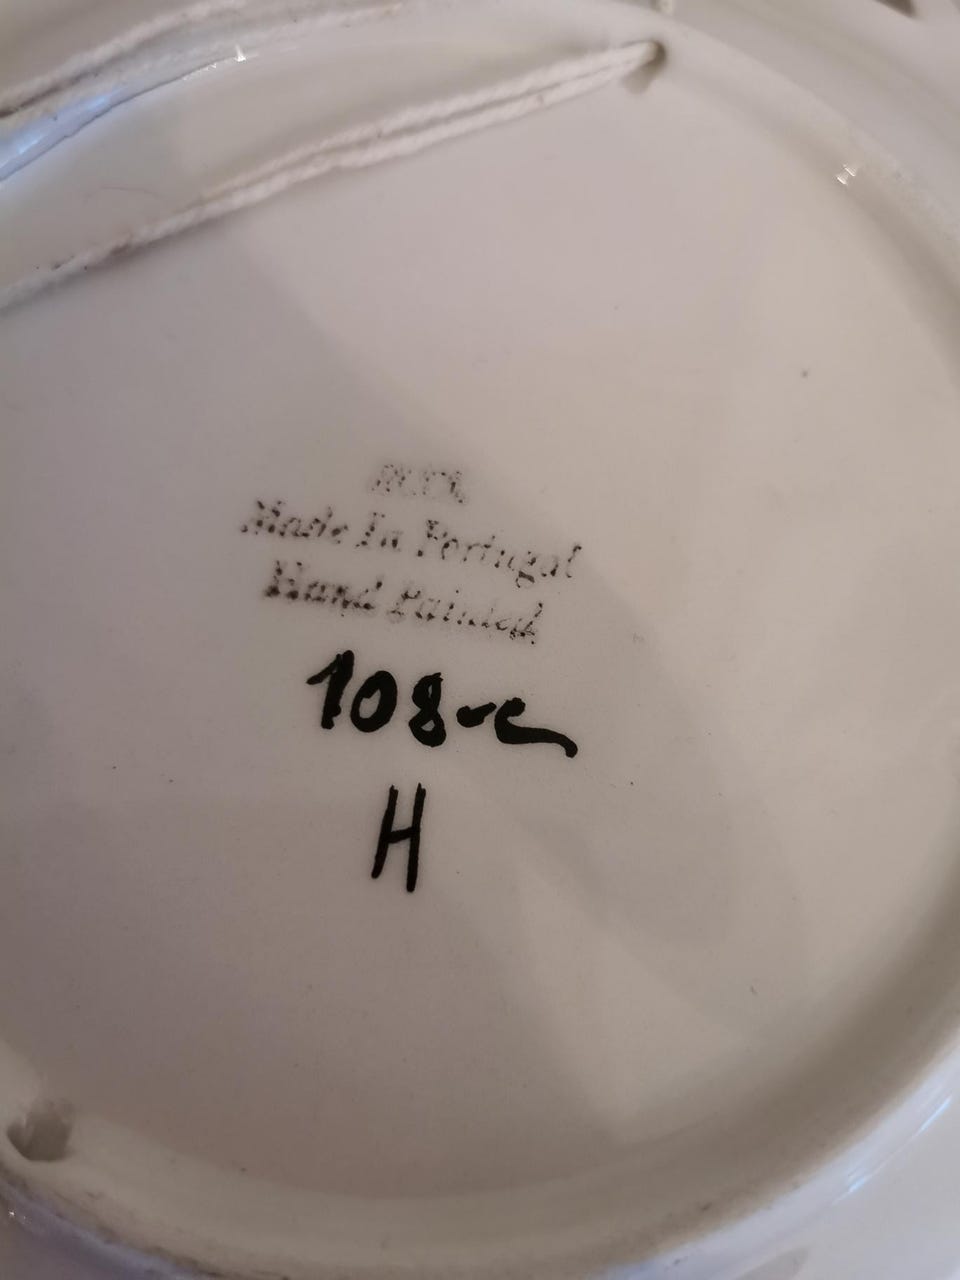 Made In Portugal
Hand Painted
108-e
H